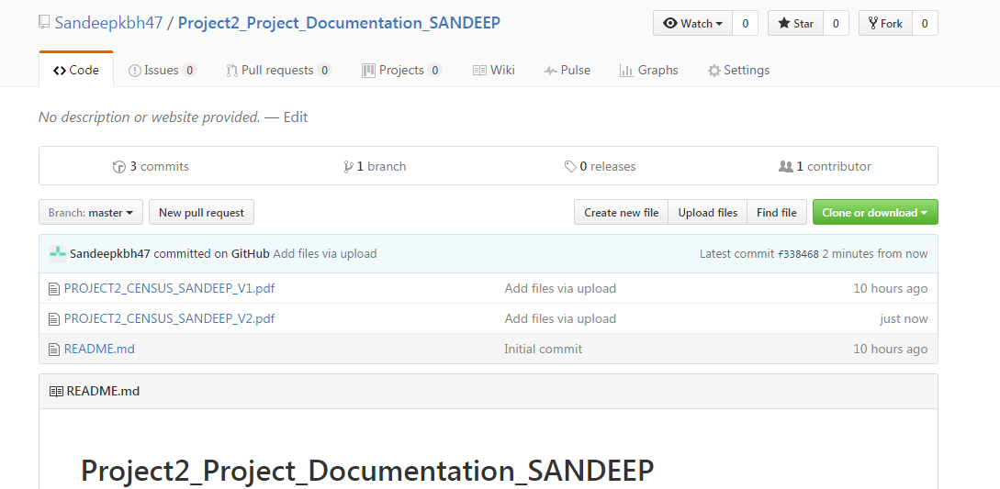 Sandeepkbh47 / Project2_Project_Documentation_SANDEEP Watch 0 Star 0 Fork 0
Code Issues 0 Pull requests 0 Projects 0 Wiki Pulse Graphs Settings
No description or website provided. — Edit
3 commits 1 branch 0 releases 1 contributor
Branch: master New pull request Create new file Upload files Find file Clone or download
Sandeepkbh47 committed on GitHub Add files via upload Latest commit f338468 2 minutes from now
PROJECT2_CENSUS_SANDEEP_V1.pdf Add files via upload 10 hours ago
PROJECT2_CENSUS_SANDEEP_V2.pdf Add files via upload just now
README.md Initial commit 10 hours ago
README.md
Project2_Project_Documentation_SANDEEP